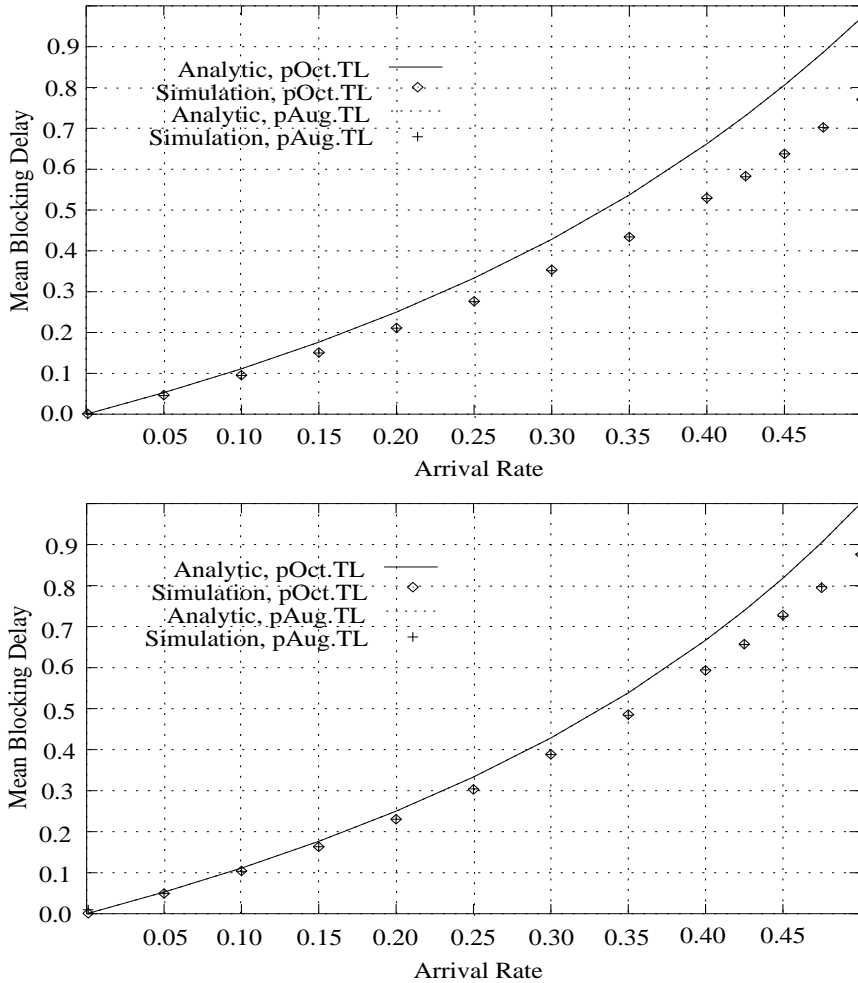 0.9
0.8
0.7
0.6
0.5
0.4
0.3
0.2
0.1
0.0
Mean Blocking Delay
Analytic, pOct.TL
Simulation, pOct.TL
Analytic, pAug.TL
Simulation, pAug.TL
0.05 0.10 0.15 0.20 0.25 0.30 0.35 0.40 0.45
Arrival Rate
0.9
0.8
0.7
0.6
0.5
0.4
0.3
0.2
0.1
0.0
Mean Blocking Delay
Analytic, pOct.TL
Simulation, pOct.TL
Analytic, pAug.TL
Simulation, pAug.TL
0.05 0.10 0.15 0.20 0.25 0.30 0.35 0.40 0.45
Arrival Rate